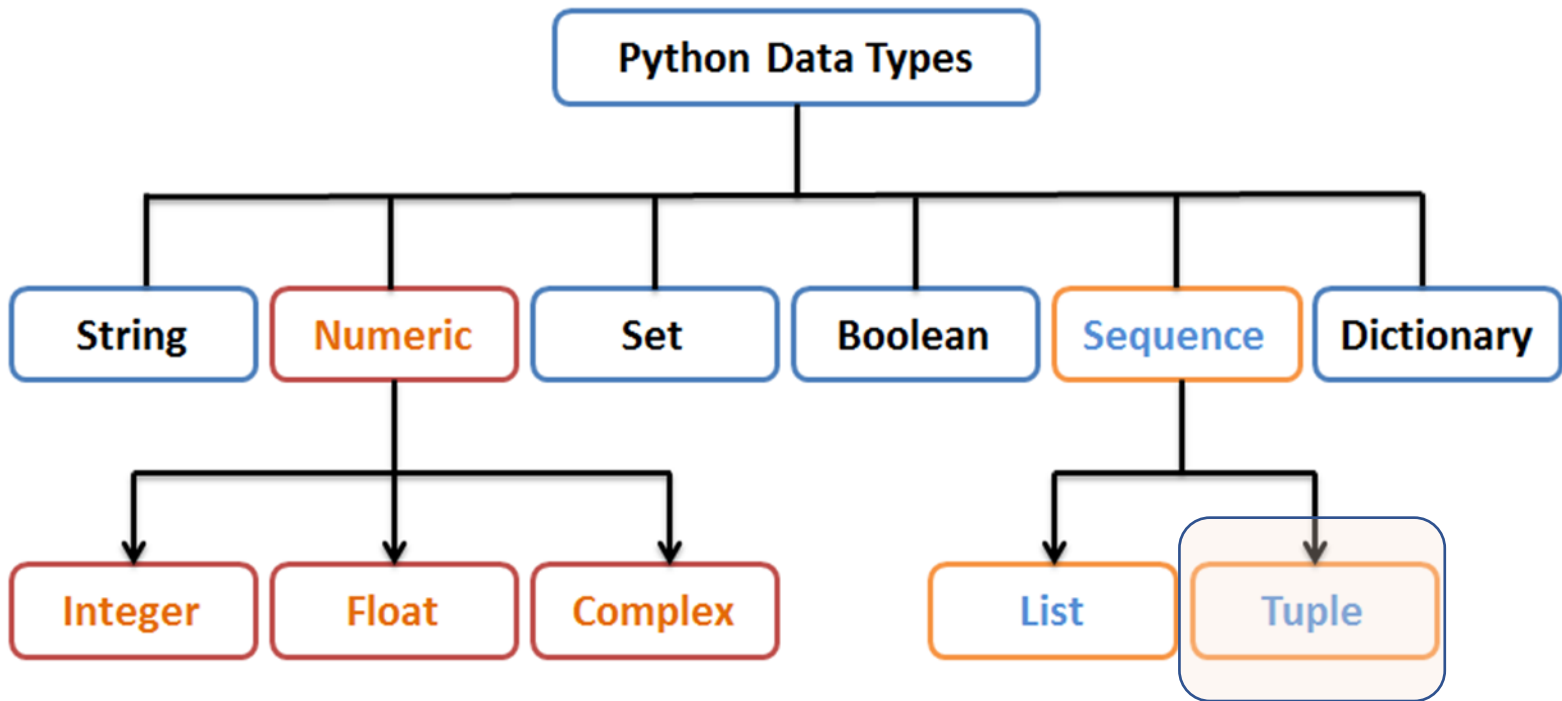 Python Data Types
String
Numeric
Set
Boolean
Sequence
Dictionary
Integer
Float
Complex
List
Tuple